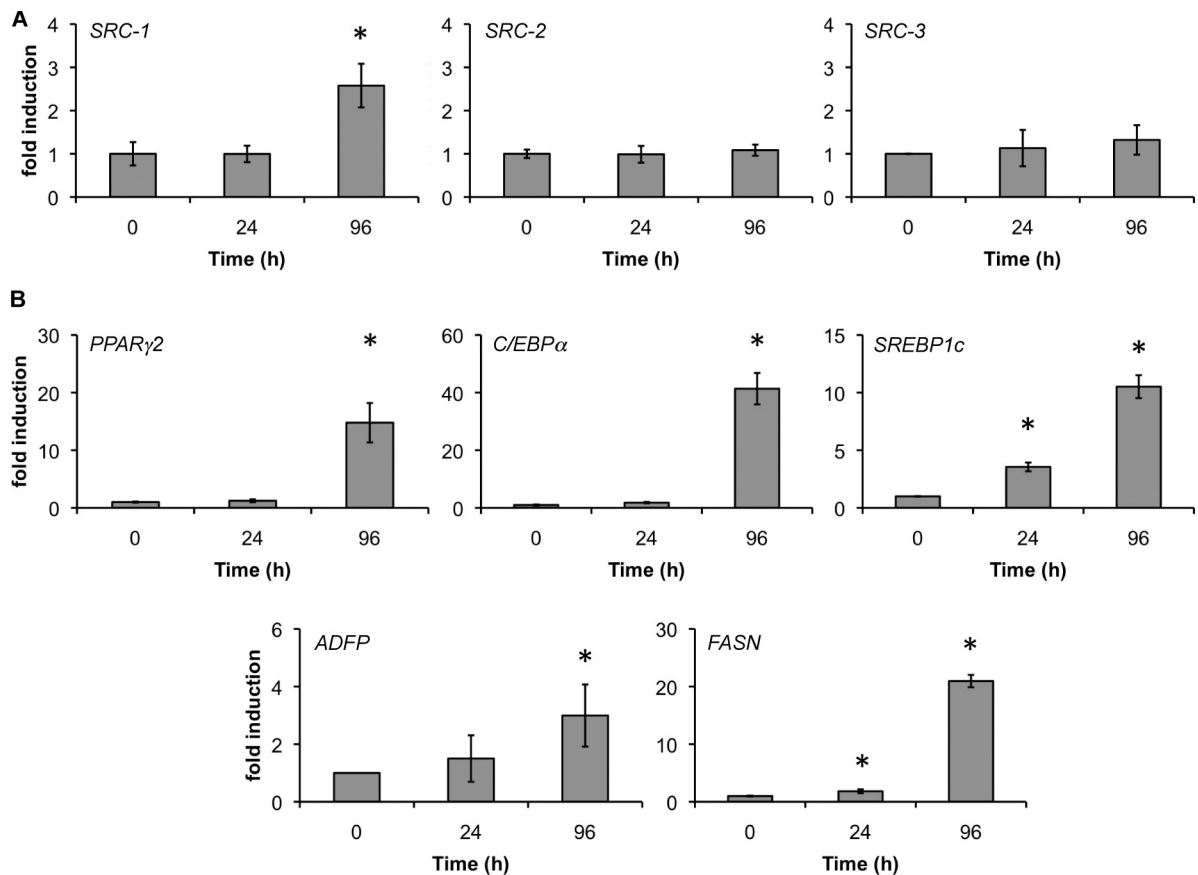 A
SRC-1
*
SRC-2
SRC-3
fold induction
4
3
2
1
0
4
3
2
1
0
4
3
2
1
0
0 24 96
0 24 96
0 24 96
Time (h)
Time (h)
Time (h)
B
PPARγ2
*
C/EBPα
*
SREBP1c
*
*
fold induction
30
20
10
0
60
40
20
0
15
10
5
0
0 24 96
0 24 96
0 24 96
Time (h)
Time (h)
Time (h)
ADFP
*
FASN
*
*
fold induction
6
4
2
0
30
20
10
0
0 24 96
0 24 96
Time (h)
Time (h)